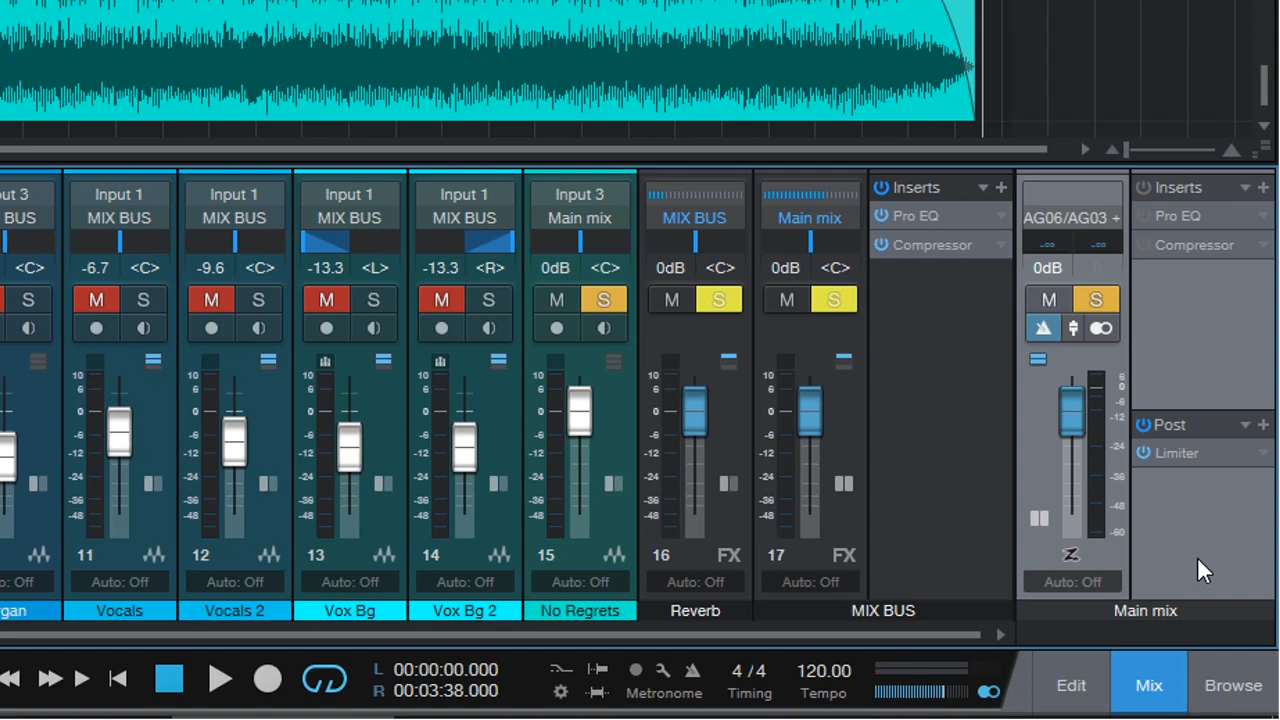 ut 3 Input 1 Input 1 Input 1 Input 1 Input 3 Inserts Inserts
BUS MIX BUS MIX BUS MIX BUS MIX BUS Main mix MIX BUS Main mix Pro EQ AG06/AG03 + Pro EQ
Compressor -∞ -∞ Compressor
<C> -6.7 <C> -9.6 <C> -13.3 <L> -13.3 <R> 0dB <C> 0dB <C> 0dB <C> 0dB
S M S M S M S M S M S M S M S M S
10 10 10 10 10 10 10 6
6 6 6 6 6 6 6 0
0 0 0 0 0 0 0 -6
-6 -6 -6 -6 -6 -6 -6 -12
-12 -12 -12 -12 -12 -12 -12 -24 Post
-24 -24 -24 -24 -24 -24 -24 -36 Limiter
-36 -36 -36 -36 -36 -36 -36 -48
-48 -48 -48 -48 -48 -48 -48 -60
11 12 13 14 15 16 FX 17 FX
o: Off Auto: Off Auto: Off Auto: Off Auto: Off Auto: Off Auto: Off Auto: Off Auto: Off
rgan Vocals Vocals 2 Vox Bg Vox Bg 2 No Regrets Reverb MIX BUS Main mix
L 00:00:00.000 4 / 4 120.00
R 00:03:38.000 Metronome Timing Tempo Edit Mix Browse